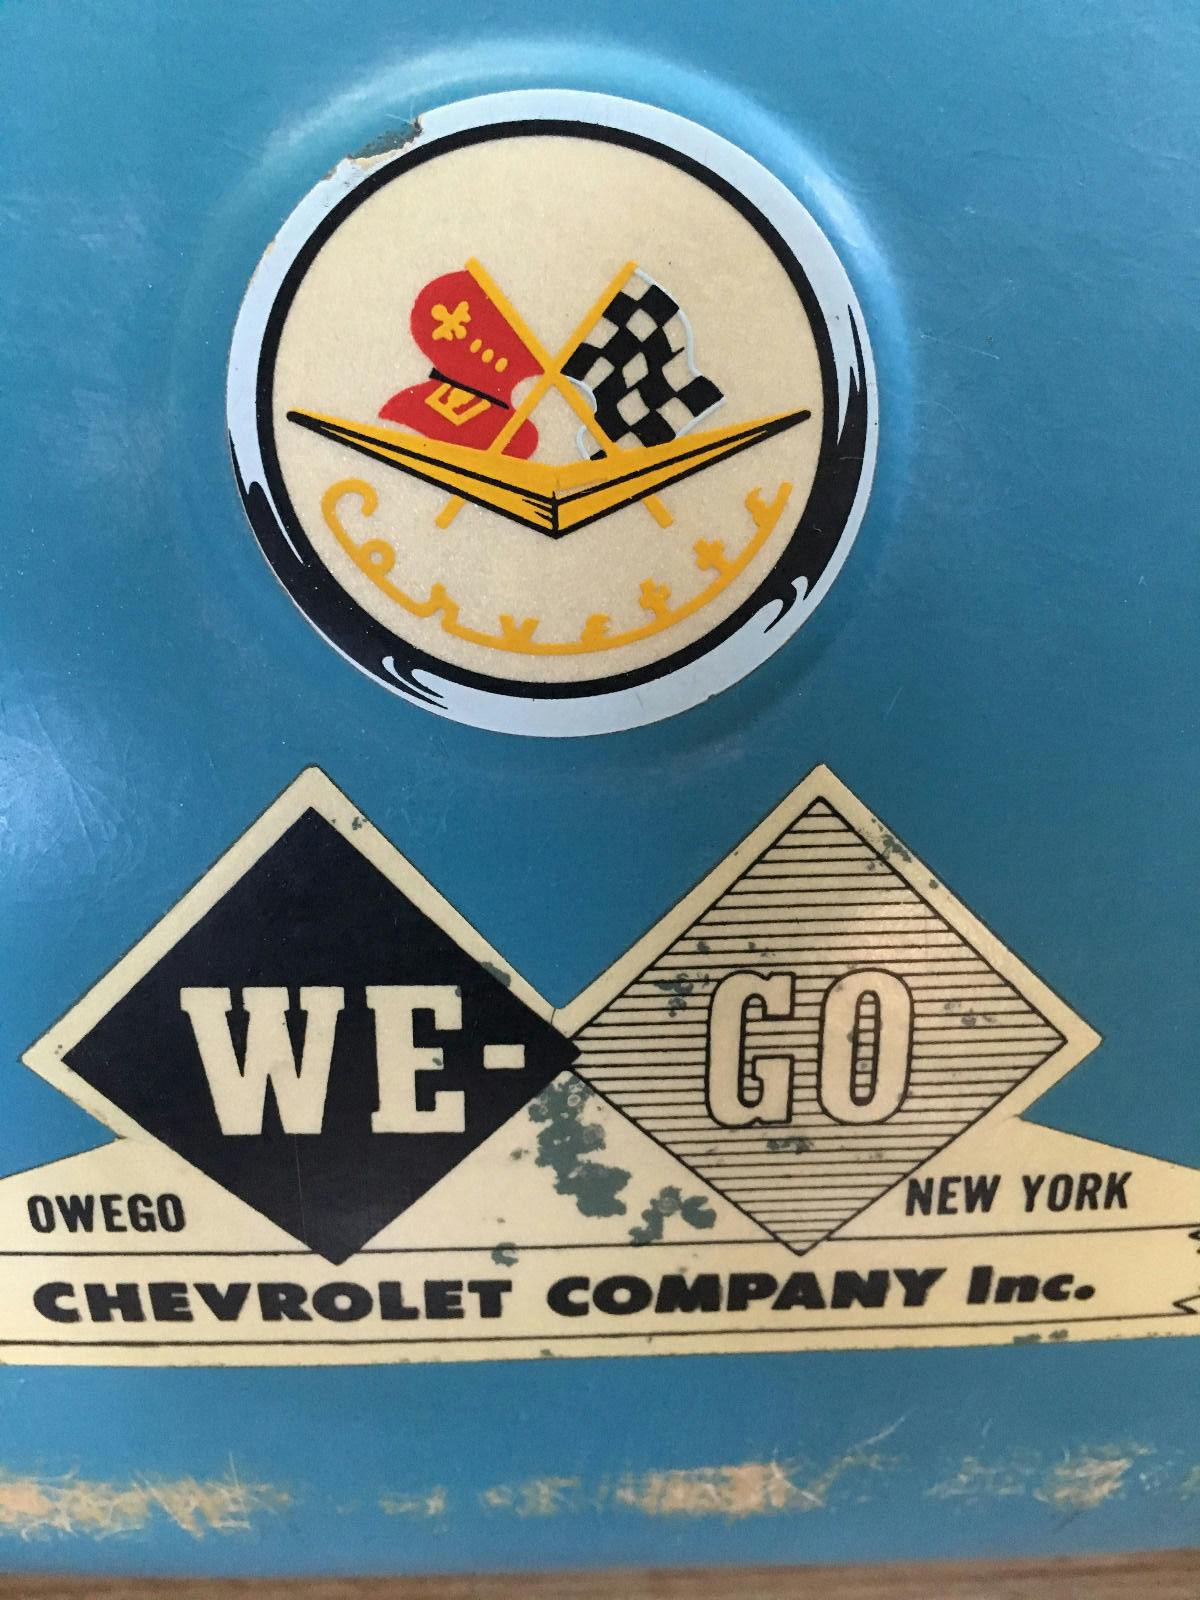 Corvette
WE-GO
OWEGO NEW YORK
CHEVROLET COMPANY Inc.